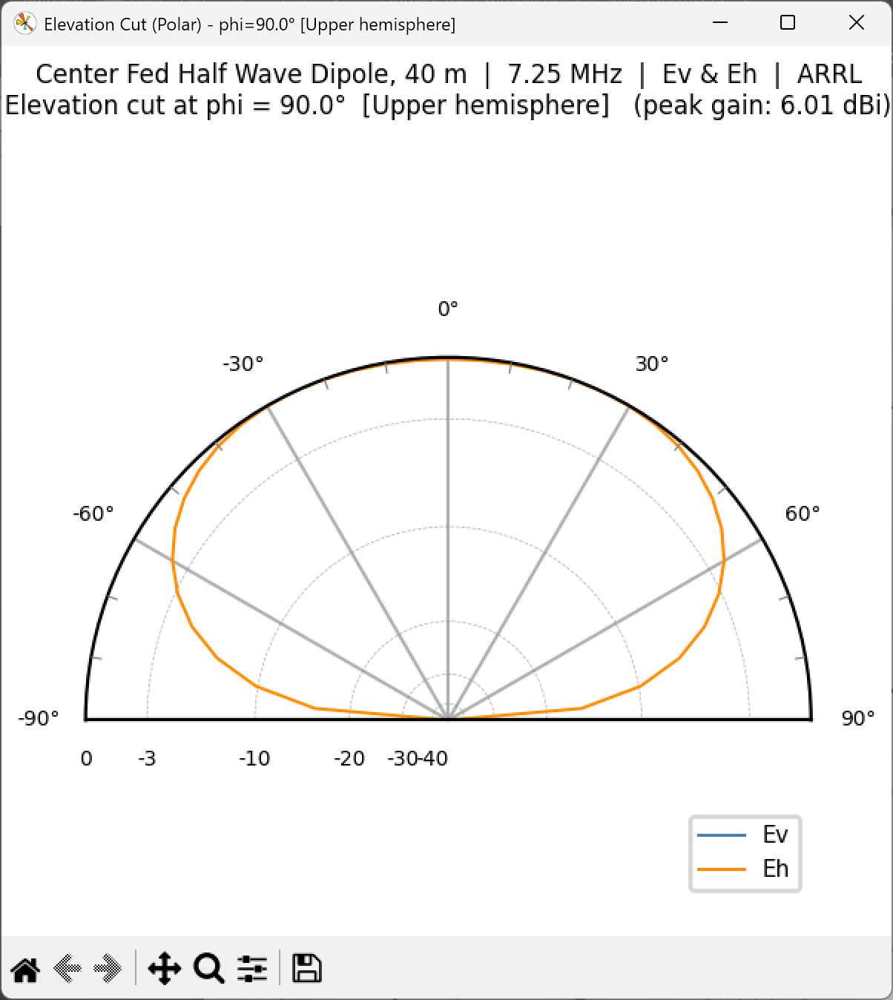 Elevation Cut (Polar) - phi=90.0° [Upper hemisphere]
Center Fed Half Wave Dipole, 40 m | 7.25 MHz | Ev & Eh | ARRL
Elevation cut at phi = 90.0° [Upper hemisphere] (peak gain: 6.01 dBi)
0°
-30°
30°
-60°
60°
-90°
90°
0 -3 -10 -20 -30 -40
Ev
Eh